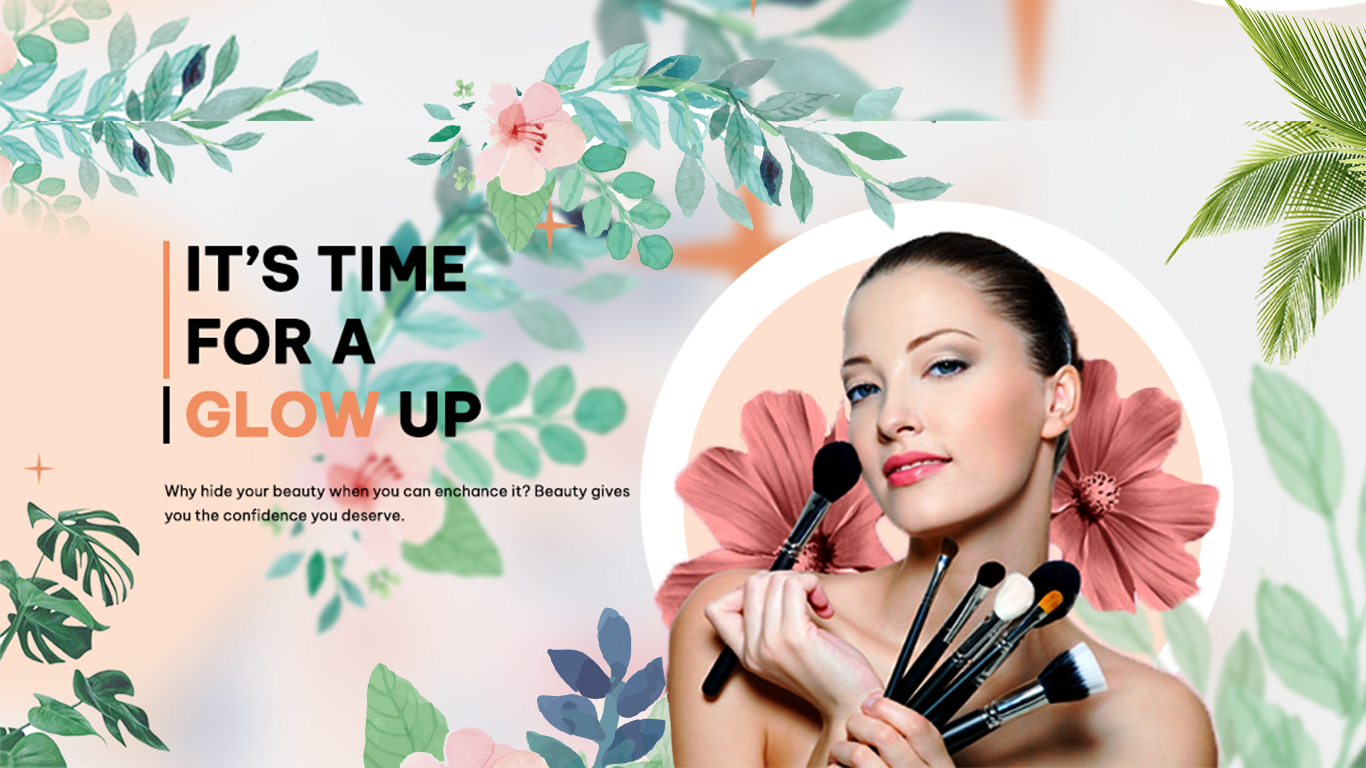 IT’S TIME
FOR A
GLOW UP
Why hide your beauty when you can enchance it? Beauty gives
you the confidence you deserve.